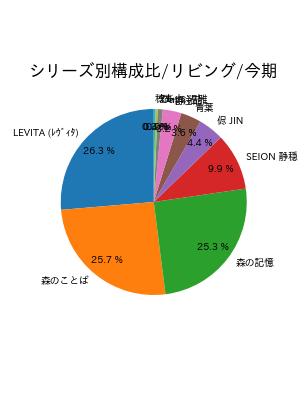 シリーズ別構成比/リビング/今期
LEVITA (ﾚｳﾞｨﾀ)
26.3 %
森のことば
25.7 %
森の記憶
25.3 %
SEION 静穏
9.9 %
侭 JIN
4.4 %
青葉
3.6 %